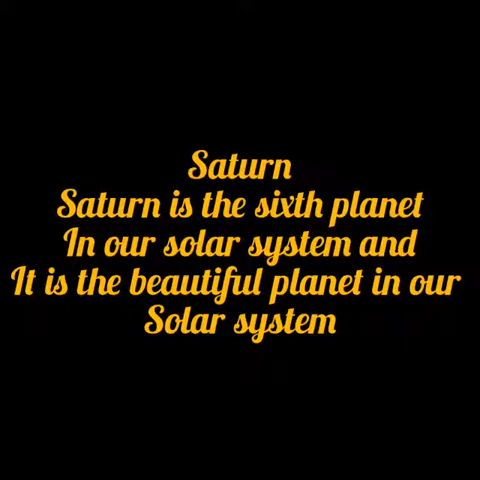 Saturn
Saturn is the sixth planet
In our solar system and
It is the beautiful planet in our
Solar system